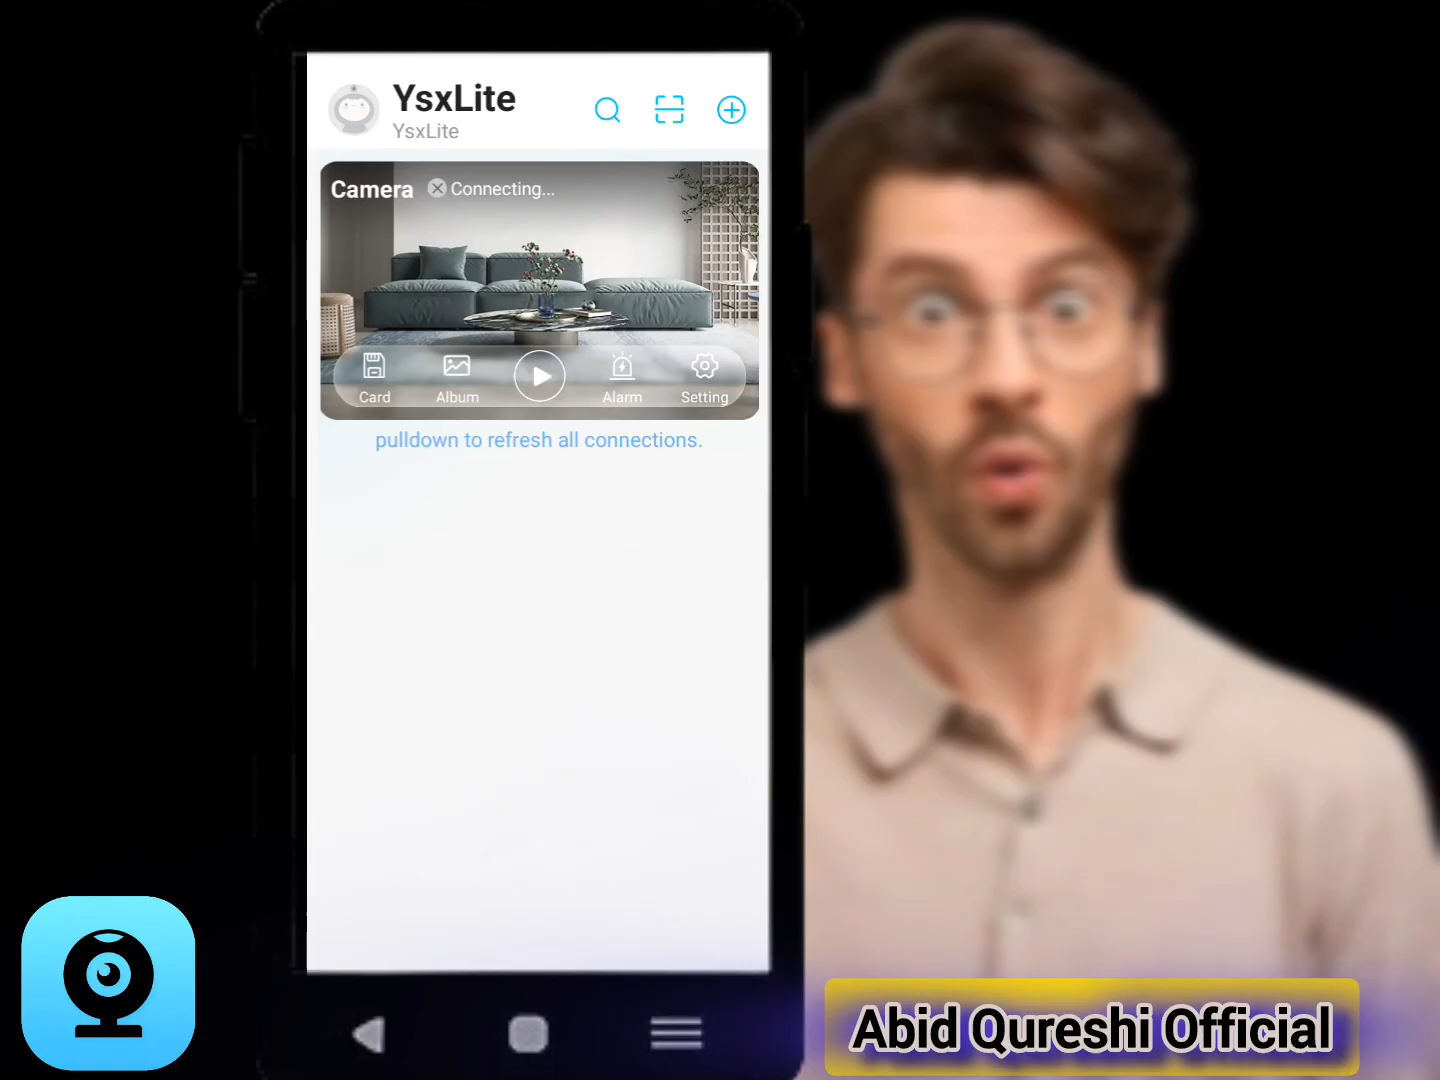 YsxLite
YsxLite
Camera Connecting...
Card Album Alarm Setting
pulldown to refresh all connections.
Abid Qureshi Official